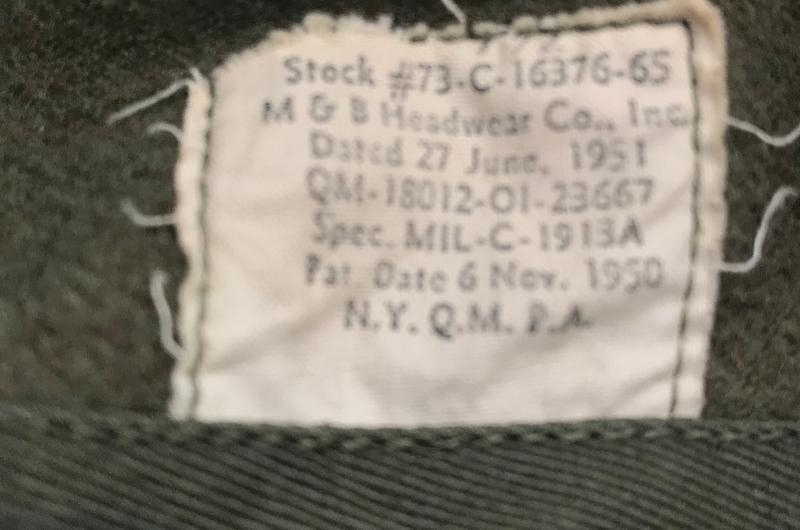 Stock #73-C-16376-65
M & B Headwear Co., Inc.
Dated 27 June, 1951
QM-18012-OI-23667
Spec. MIL-C-1913A
Pat. Date 6 Nov. 1950
N.Y. Q.M. P.A.